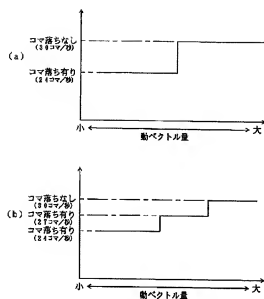 (a)
コマ落ちなし
(30コマ/秒)
コマ落ち有り
(24コマ/秒)
小 大
動ベクトル量
(b)
コマ落ちなし
(30コマ/秒)
コマ落ち有り
(27コマ/秒)
コマ落ち有り
(24コマ/秒)
小 大
動ベクトル量